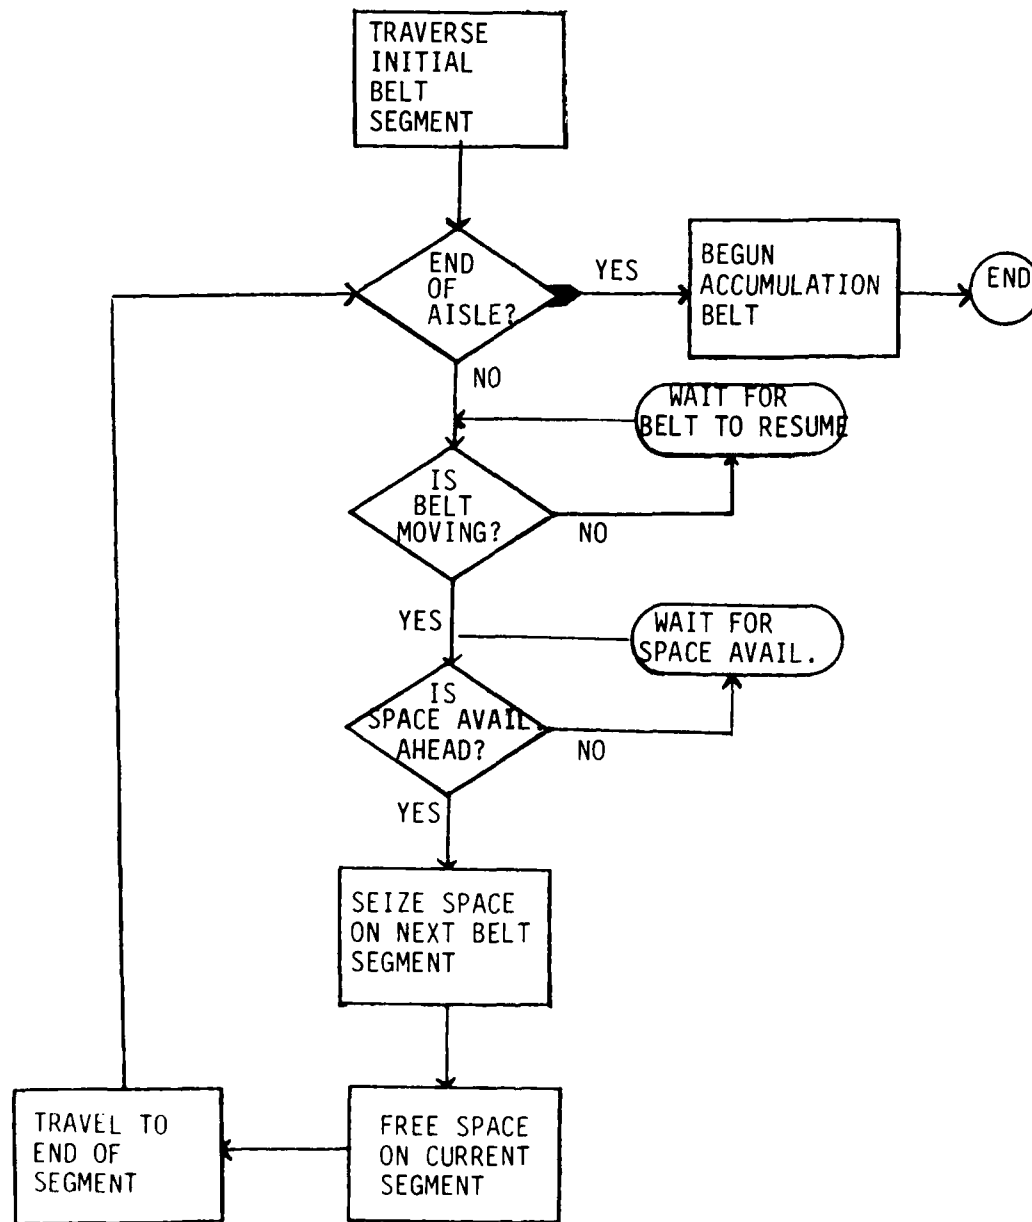 TRAVERSE
INITIAL
BELT
SEGMENT
END
OF
AISLE?
YES
BEGUN
ACCUMULATION
BELT
END
NO
WAIT FOR
BELT TO RESUME
IS
BELT
MOVING?
NO
YES
WAIT FOR
SPACE AVAIL.
IS
SPACE AVAIL.
AHEAD?
NO
YES
SEIZE SPACE
ON NEXT BELT
SEGMENT
TRAVEL TO
END OF
SEGMENT
FREE SPACE
ON CURRENT
SEGMENT